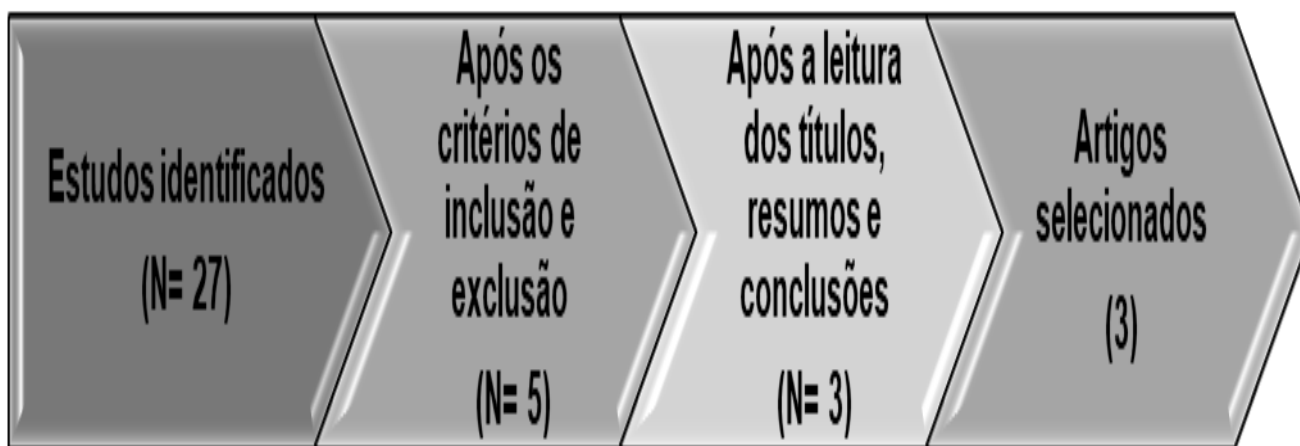 Estudos identificados
(N= 27)
Após os
critérios de
inclusão e
exclusão
(N= 5)
Após a leitura
dos títulos,
resumos e
conclusões
(N= 3)
Artigos
selecionados
(3)